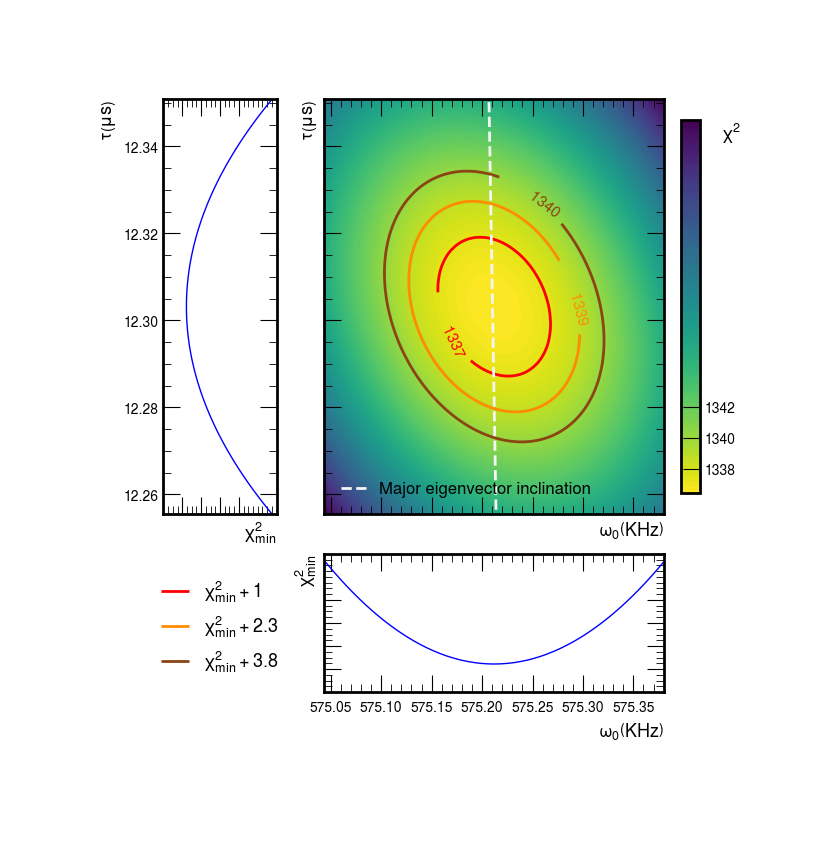 τ(μs)
12.34
12.32
12.30
12.28
12.26
χ²min
τ(μs)
1340
1339
1337
Major eigenvector inclination
ω₀(KHz)
χ²
1342
1340
1338
χ²min + 1
χ²min + 2.3
χ²min + 3.8
χ²min
575.05 575.10 575.15 575.20 575.25 575.30 575.35
ω₀(KHz)